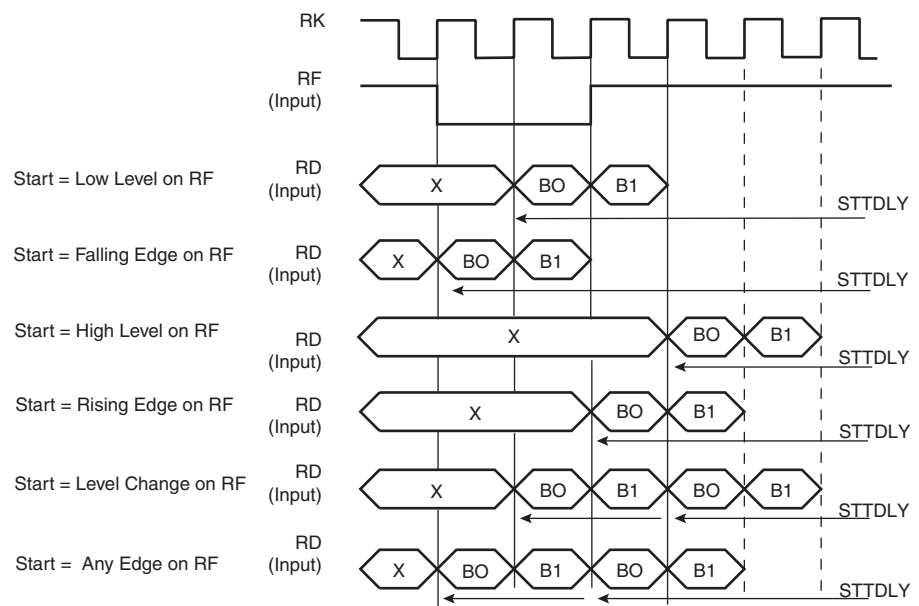 RK
RF
(Input)
Start = Low Level on RF
RD
(Input)
X
BO
B1
STTDLY
Start = Falling Edge on RF
RD
(Input)
X
BO
B1
STTDLY
Start = High Level on RF
RD
(Input)
X
BO
B1
STTDLY
Start = Rising Edge on RF
RD
(Input)
X
BO
B1
STTDLY
Start = Level Change on RF
RD
(Input)
X
BO
B1
BO
B1
STTDLY
Start = Any Edge on RF
RD
(Input)
X
BO
B1
BO
B1
STTDLY